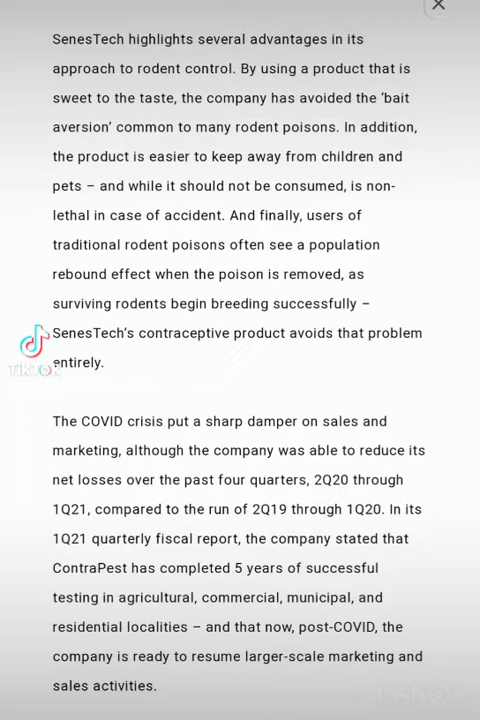 SenesTech highlights several advantages in its
approach to rodent control. By using a product that is
sweet to the taste, the company has avoided the ‘bait
aversion’ common to many rodent poisons. In addition,
the product is easier to keep away from children and
pets – and while it should not be consumed, is non-
lethal in case of accident. And finally, users of
traditional rodent poisons often see a population
rebound effect when the poison is removed, as
surviving rodents begin breeding successfully –
SenesTech’s contraceptive product avoids that problem
entirely.
TikTok
The COVID crisis put a sharp damper on sales and
marketing, although the company was able to reduce its
net losses over the past four quarters, 2Q20 through
1Q21, compared to the run of 2Q19 through 1Q20. In its
1Q21 quarterly fiscal report, the company stated that
ContraPest has completed 5 years of successful
testing in agricultural, commercial, municipal, and
residential localities – and that now, post-COVID, the
company is ready to resume larger-scale marketing and
sales activities.